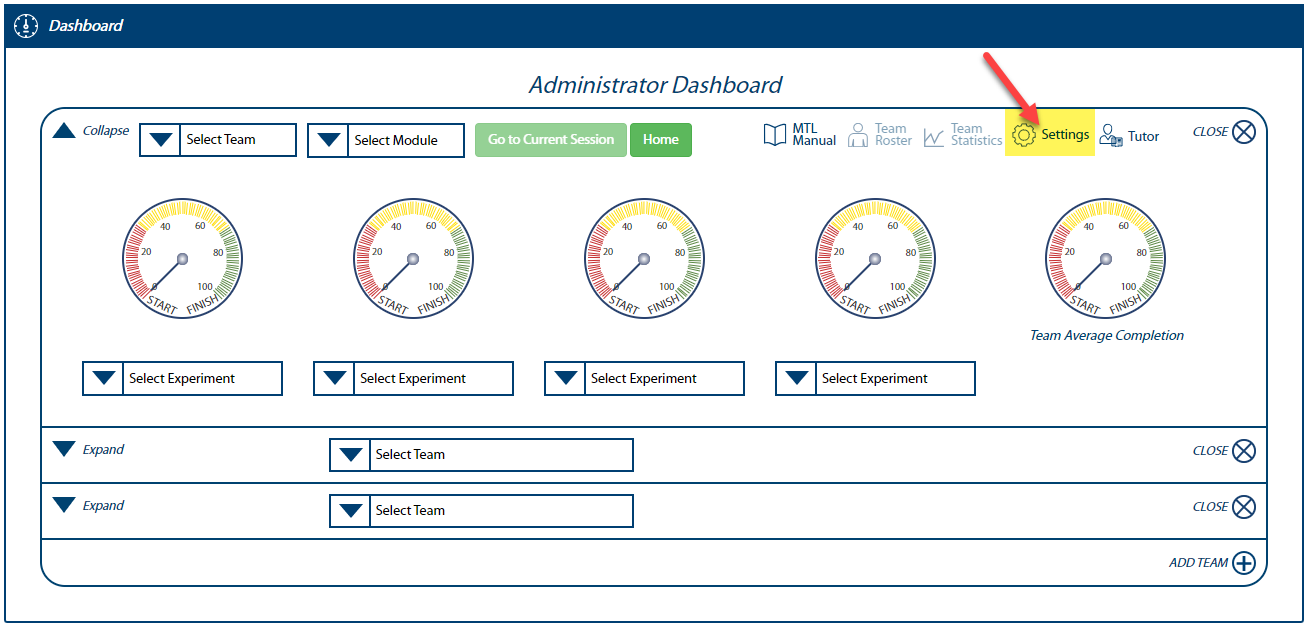 Dashboard
Administrator Dashboard
Collapse
Select Team
Select Module
Go to Current Session
Home
MTL
Manual
Team
Roster
Team
Statistics
Settings
Tutor
CLOSE
0 20 40 60 80 100
START FINISH
0 20 40 60 80 100
START FINISH
0 20 40 60 80 100
START FINISH
0 20 40 60 80 100
START FINISH
0 20 40 60 80 100
START FINISH
Team Average Completion
Select Experiment
Select Experiment
Select Experiment
Select Experiment
Expand
Select Team
CLOSE
Expand
Select Team
CLOSE
ADD TEAM